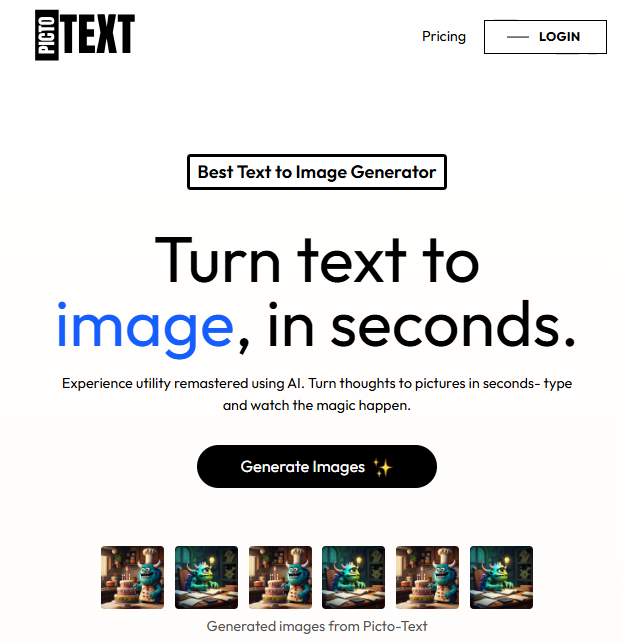 PICTO TEXT
Pricing
LOGIN
Best Text to Image Generator
Turn text to
image, in seconds.
Experience utility remastered using AI. Turn thoughts to pictures in seconds- type
and watch the magic happen.
Generate Images ✨
Generated images from Picto-Text